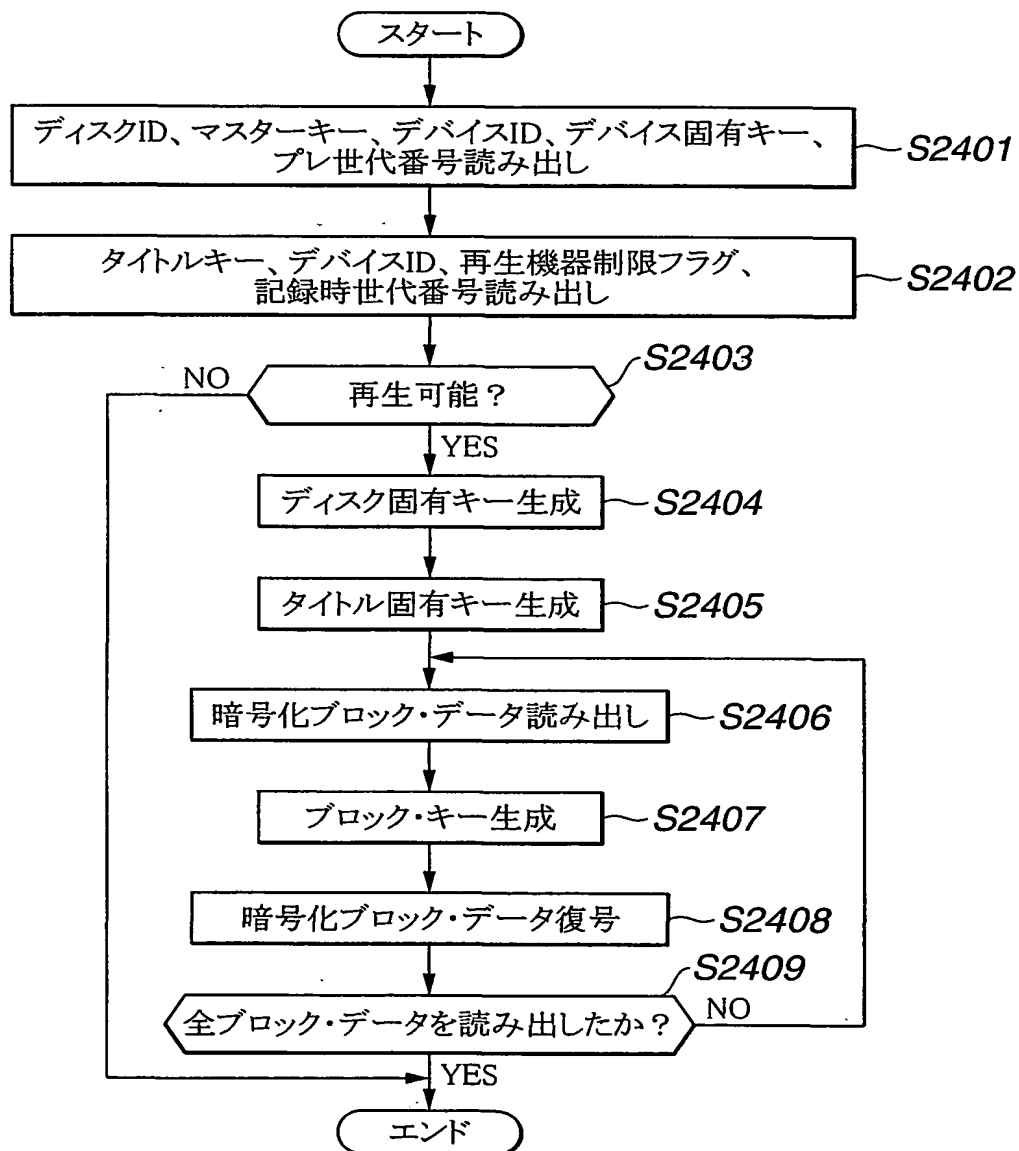 スタート
ディスクID、マスターキー、デバイスID、デバイス固有キー、
プレ世代番号読み出し
S2401
タイトルキー、デバイスID、再生機器制限フラグ、
記録時世代番号読み出し
S2402
S2403
NO
再生可能？
YES
ディスク固有キー生成
S2404
タイトル固有キー生成
S2405
暗号化ブロック・データ読み出し
S2406
ブロック・キー生成
S2407
暗号化ブロック・データ復号
S2408
S2409
全ブロック・データを読み出したか？
NO
YES
エンド